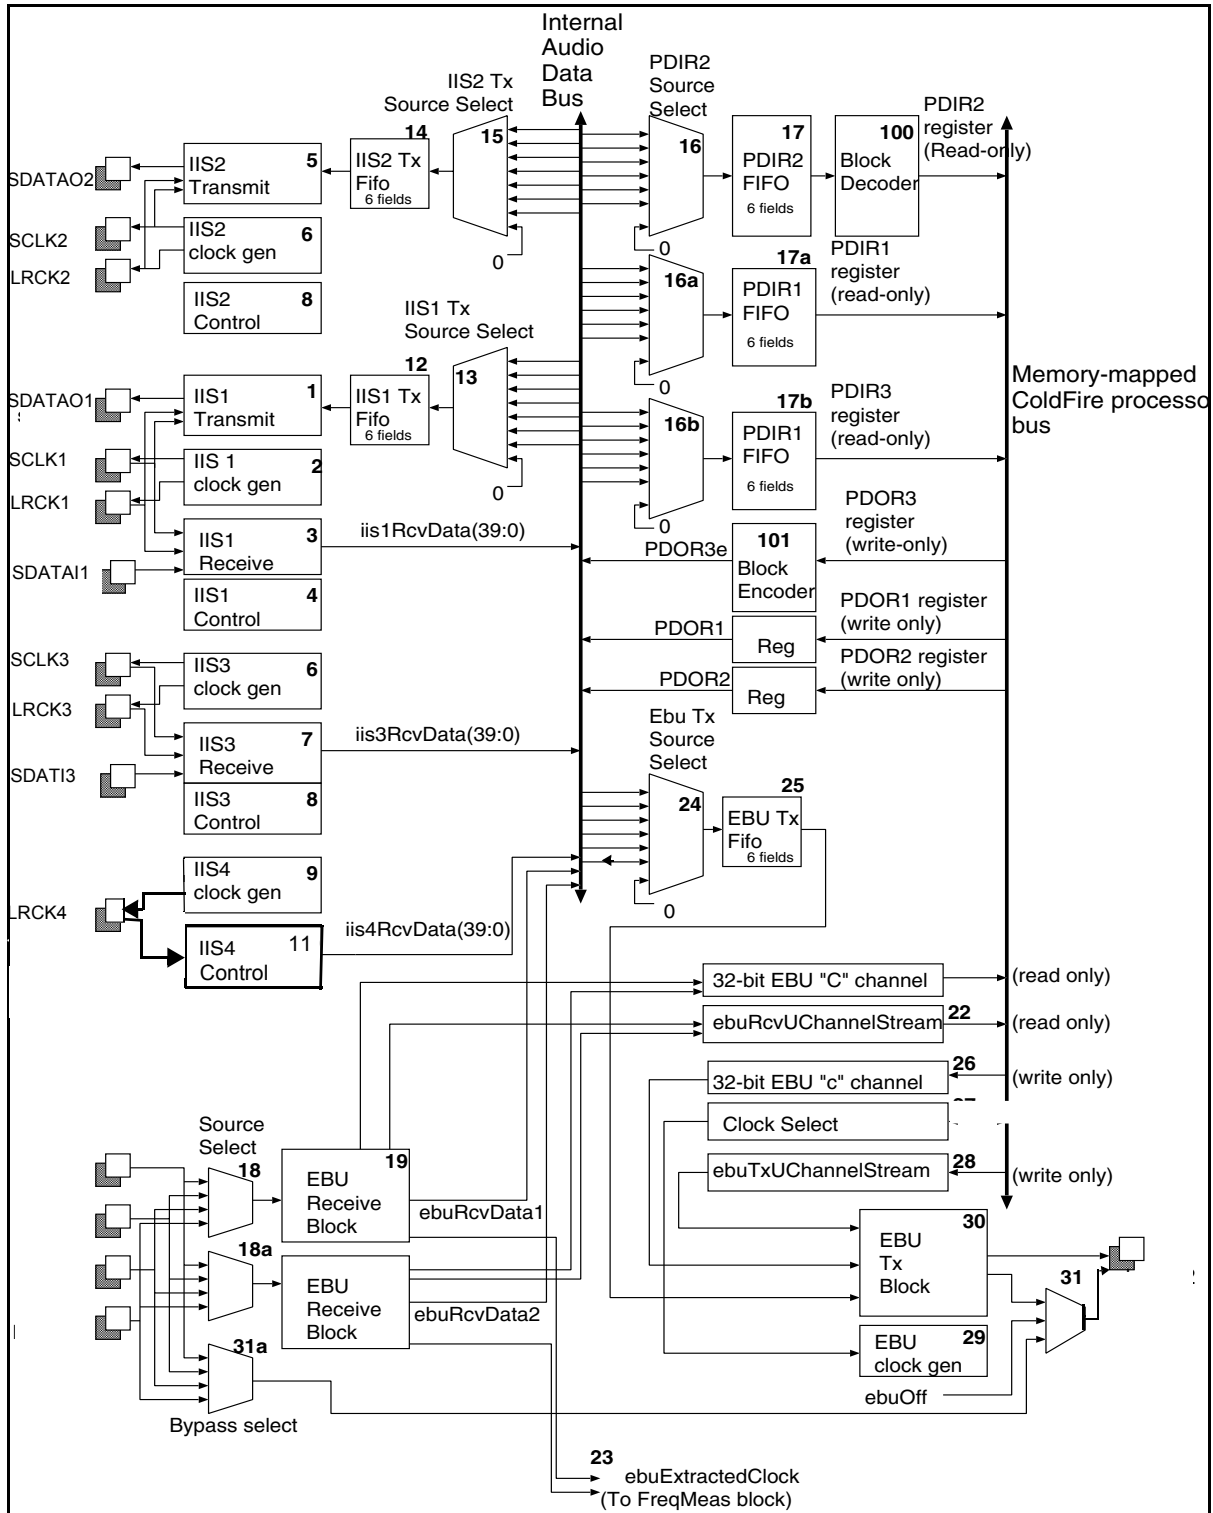 Internal
Audio
Data
Bus
PDIR2
Source
Select
IIS2 Tx
Source Select
PDIR2
register
(Read-only)
14
15
16
17
100
5
IIS2
Transmit
IIS2 Tx
Fifo
6 fields
PDIR2
FIFO
6 fields
Block
Decoder
SDATAO2
SCLK2
LRCK2
IIS2
clock gen
6
0
0
IIS2
Control
8
PDIR1
register
(read-only)
17a
16a
PDIR1
FIFO
6 fields
0
IIS1 Tx
Source Select
12
13
SDATAO1
IIS1
Transmit
1
IIS1 Tx
Fifo
6 fields
0
Memory-mapped
ColdFire processo
bus
PDIR3
register
(read-only)
17b
16b
PDIR1
FIFO
6 fields
0
SCLK1
LRCK1
IIS 1
clock gen
2
IIS1
Receive
3
iis1RcvData(39:0)
SDATAI1
IIS1
Control
4
PDOR3
register
(write-only)
PDOR3e
101
Block
Encoder
PDOR1 register
(write only)
PDOR1
Reg
PDOR2 register
(write only)
PDOR2
Reg
SCLK3
LRCK3
IIS3
clock gen
6
IIS3
Receive
7
iis3RcvData(39:0)
SDATI3
IIS3
Control
8
Ebu Tx
Source
Select
24
25
EBU Tx
Fifo
6 fields
0
IIS4
clock gen
9
LRCK4
IIS4
Control
11
iis4RcvData(39:0)
32-bit EBU "C" channel
(read only)
ebuRcvUChannelStream
22
(read only)
26
32-bit EBU "c" channel
(write only)
Clock Select
ebuTxUChannelStream
28
(write only)
Source
Select
18
19
EBU
Receive
Block
ebuRcvData1
18a
EBU
Receive
Block
ebuRcvData2
30
EBU
Tx
Block
31
29
EBU
clock gen
ebuOff
31a
Bypass select
23
ebuExtractedClock
(To FreqMeas block)